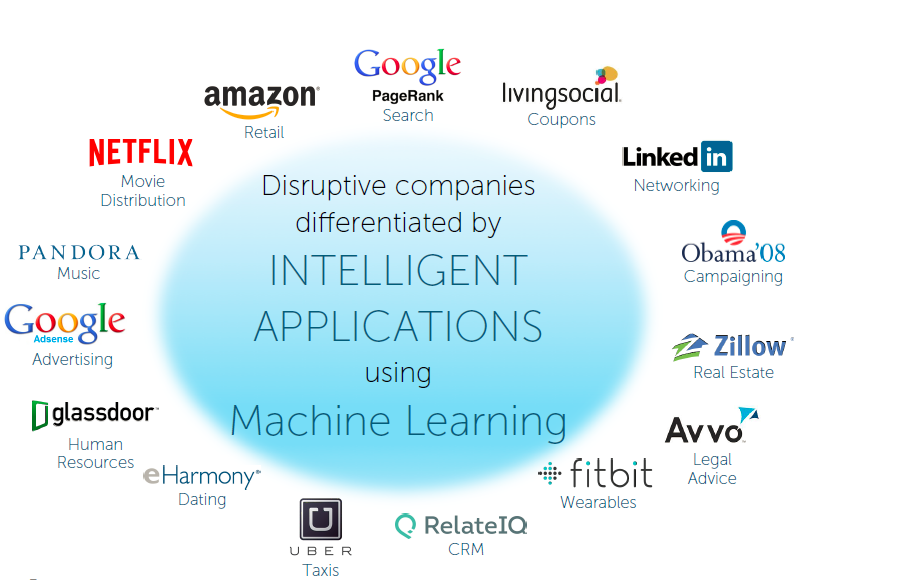 Google
PageRank
Search
amazon
Retail
livingsocial.
Coupons
NETFLIX
Movie
Distribution
Linked in
Networking
PANDORA
Music
Obama'08
Campaigning
Google
Adsense
Advertising
Zillow
Real Estate
glassdoor
Human
Resources
Avvo
Legal
Advice
eHarmony
Dating
fitbit
Wearables
U
UBER
Taxis
RelateIQ
CRM
Disruptive companies
differentiated by
INTELLIGENT
APPLICATIONS
using
Machine Learning